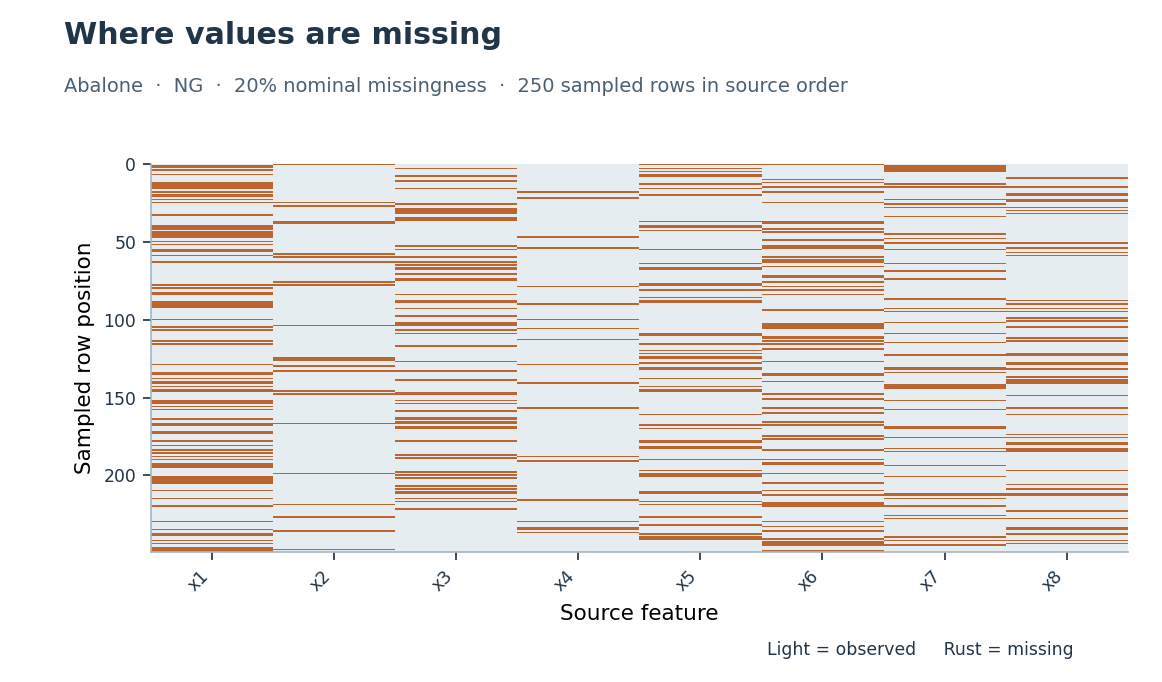 Where values are missing
Abalone · NG · 20% nominal missingness · 250 sampled rows in source order
0
50
100
150
200
Sampled row position
x1 x2 x3 x4 x5 x6 x7 x8
Source feature
Light = observed Rust = missing